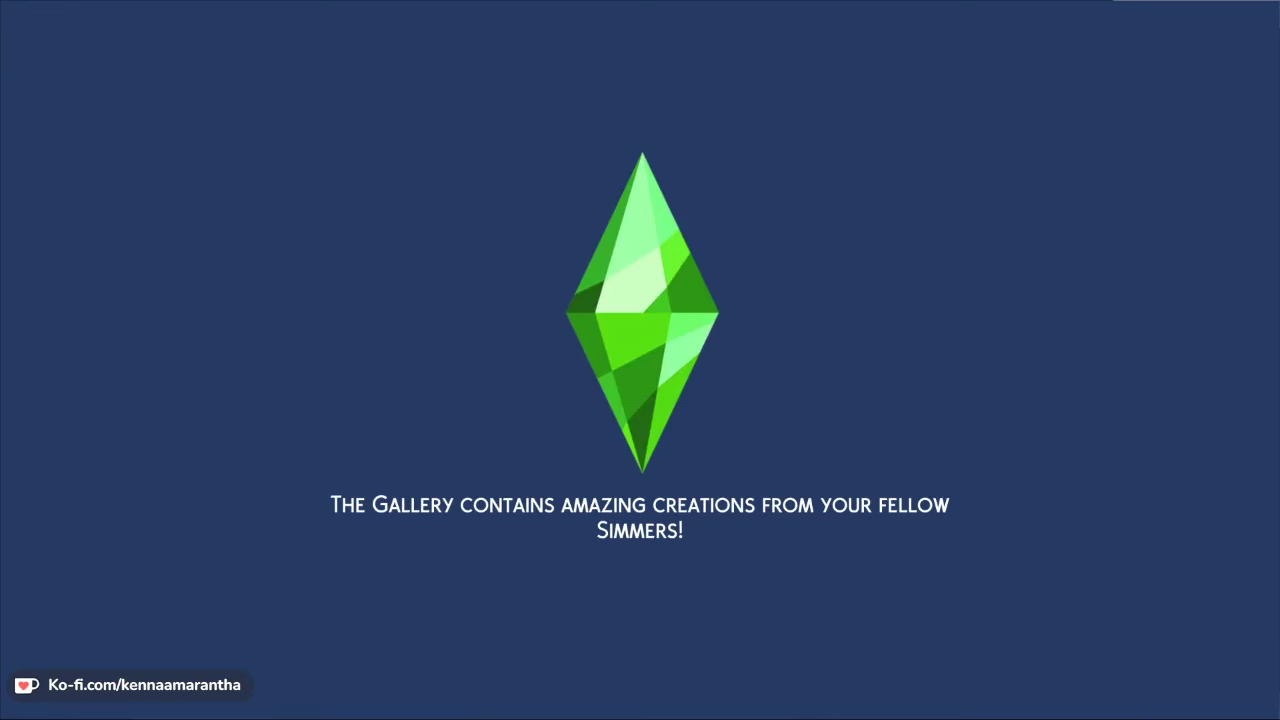 The Gallery contains amazing creations from your fellow
Simmers!
Ko-fi.com/kennaamarantha